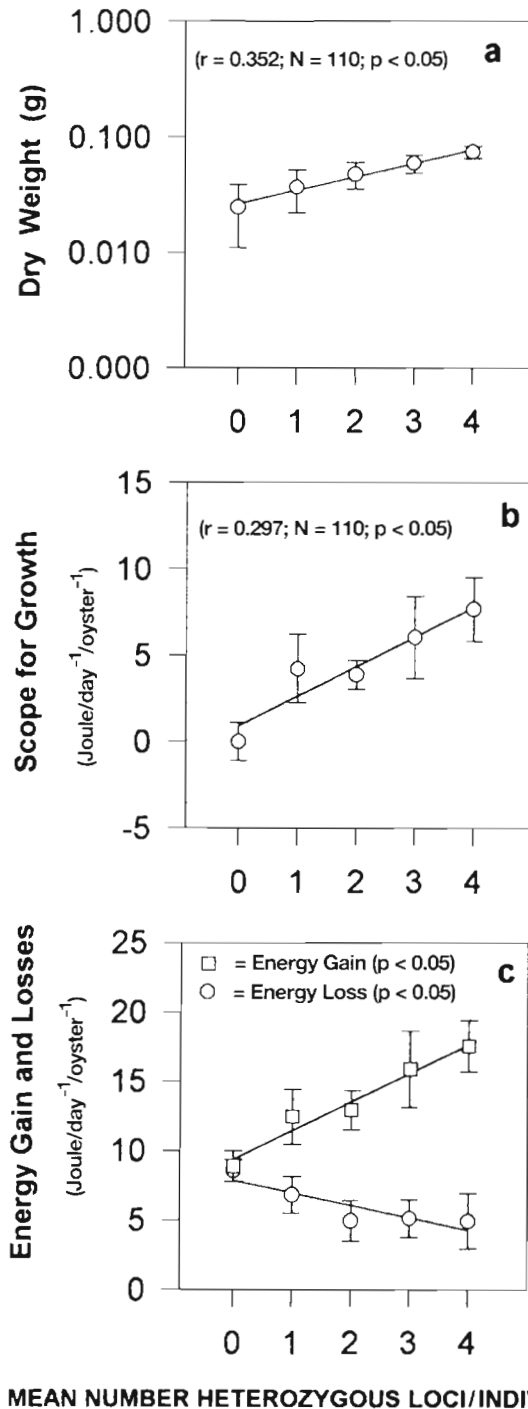 1.000
(r = 0.352; N = 110; p < 0.05)
a
0.100
0.010
0.000
Dry Weight (g)
0 1 2 3 4
15
b
(r = 0.297; N = 110; p < 0.05)
10
5
0
-5
Scope for Growth
(Joule/day⁻¹/oyster⁻¹)
0 1 2 3 4
25
= Energy Gain (p < 0.05)
c
= Energy Loss (p < 0.05)
20
15
10
5
0
Energy Gain and Losses
(Joule/day⁻¹/oyster⁻¹)
0 1 2 3 4
MEAN NUMBER HETEROZYGOUS LOCI/INDI